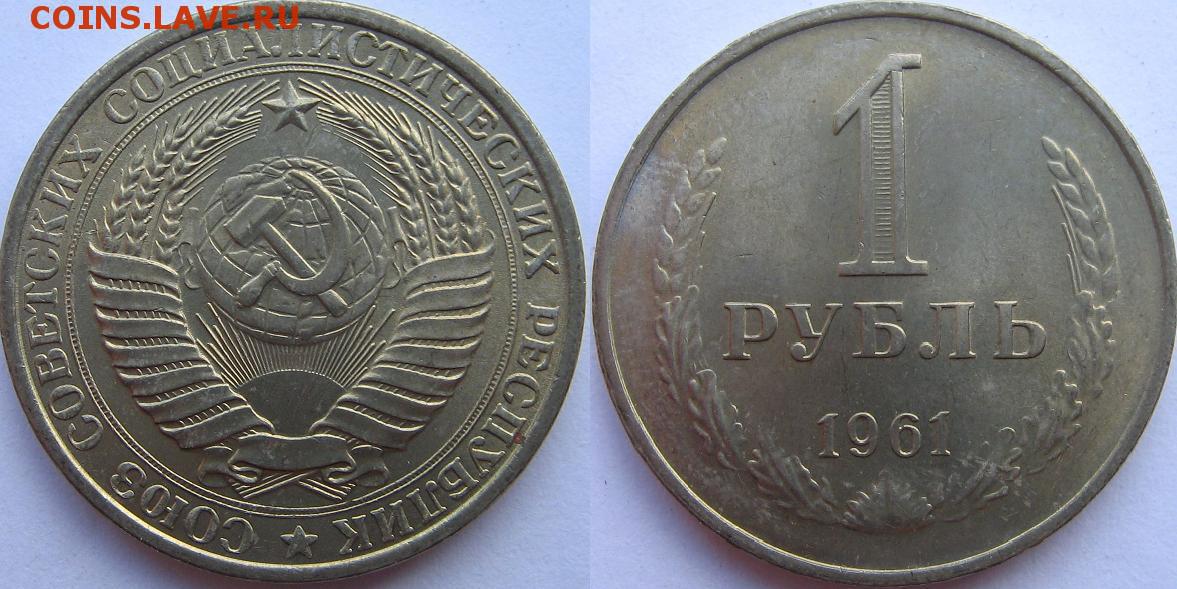 COINS.LAVE.RU
СОЮЗ СОВЕТСКИХ СОЦИАЛИСТИЧЕСКИХ РЕСПУБЛИК
1
РУБЛЬ
1961